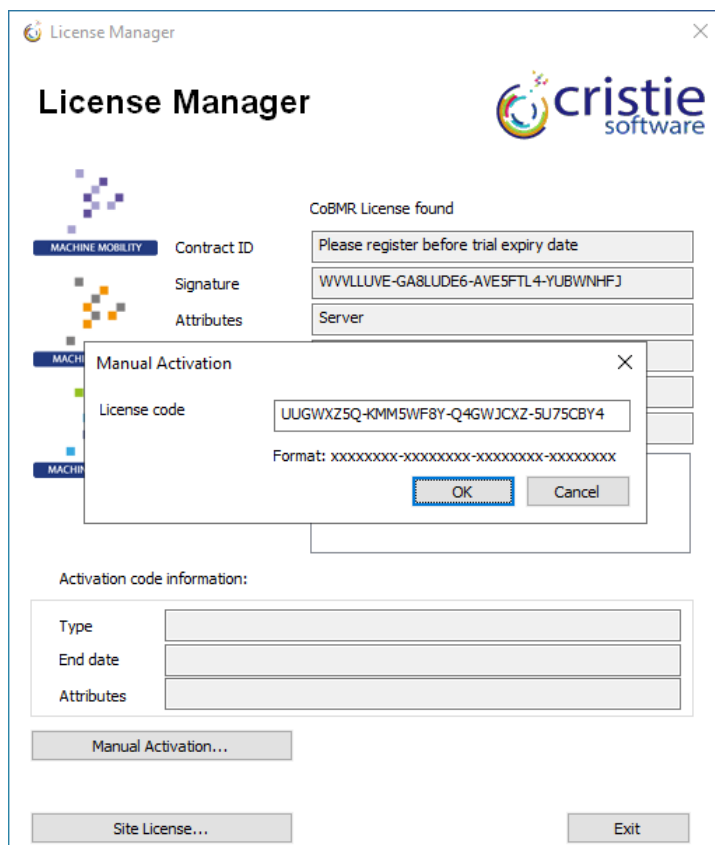 License Manager
License Manager
cristie
software
CoBMR License found
MACHINE MOBILITY
Contract ID
Please register before trial expiry date
Signature
WVVLLUVE-GA8LUDE6-AVE5FTL4-YUBWNHFJ
Attributes
Server
MACHI
Manual Activation
License code
UUGWXZ5Q-KMM5WF8Y-Q4GWJCXZ-5U75CBY4
Format: xxxxxxxx-xxxxxxxx-xxxxxxxx-xxxxxxxx
MACHIN
OK
Cancel
Activation code information:
Type
End date
Attributes
Manual Activation...
Site License...
Exit